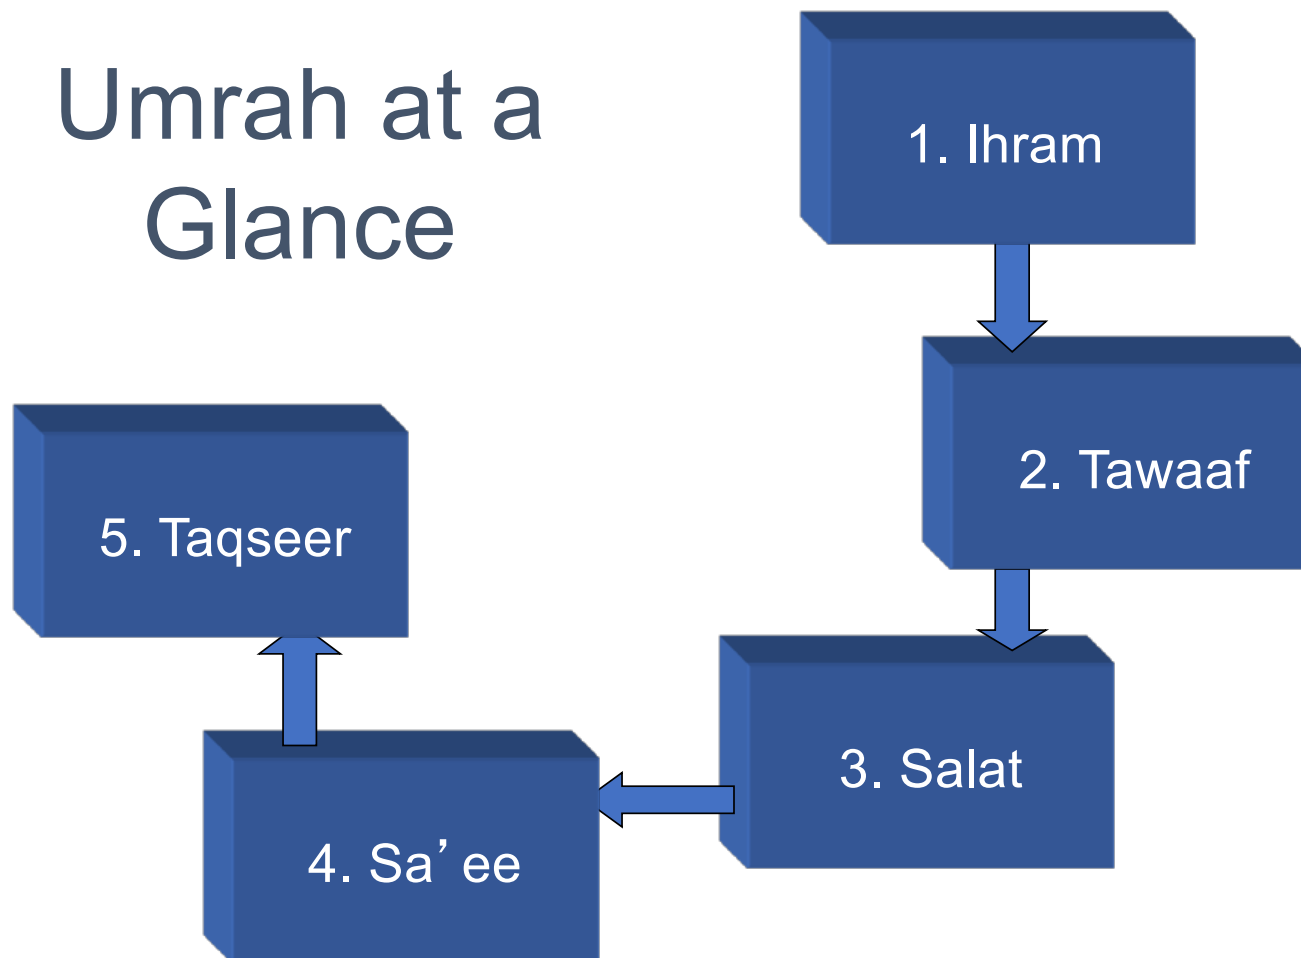 Umrah at a
Glance
1. Ihram
2. Tawaaf
3. Salat
4. Sa’ee
5. Taqseer